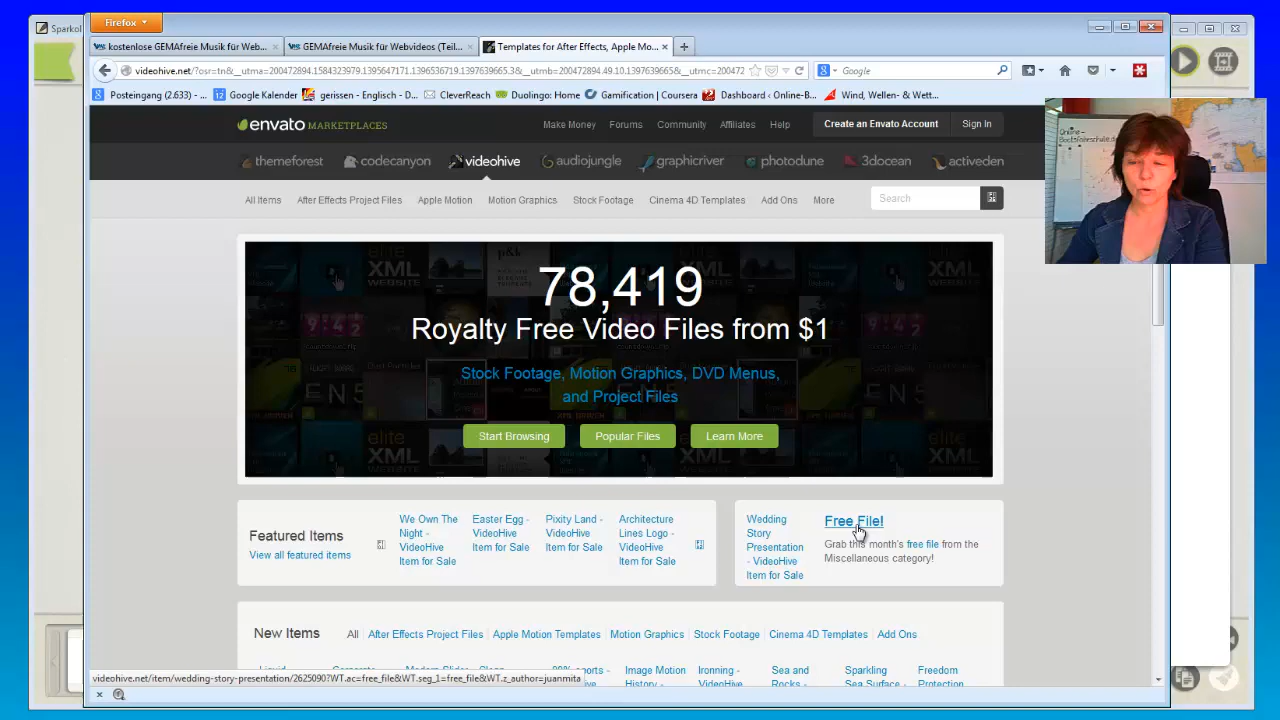 Sparkol
Firefox
kostenlose GEMAfreie Musik für Web...
GEMAfreie Musik für Webvideos (Teil...
Templates for After Effects, Apple Mo...
videohive.net/?osr=tn&__utma=200472894.1584323979.1395647171.1396535719.1397639665&__utmb=200472894.49.10.1397639665&__utmc=200472
Google
Posteingang (2.633) - ...
Google Kalender
gerissen - Englisch - D...
CleverReach
Duolingo: Home
Gamification | Coursera
Dashboard ‹ Online-B...
Wind, Wellen- & Wett...
envato MARKETPLACES
Make Money
Forums
Community
Affiliates
Help
Create an Envato Account
Sign In
themeforest
codecanyon
videohive
audiojungle
graphicriver
photodune
3docean
activeden
All Items
After Effects Project Files
Apple Motion
Motion Graphics
Stock Footage
Cinema 4D Templates
Add Ons
More
Search
78,419
Royalty Free Video Files from $1
Stock Footage, Motion Graphics, DVD Menus,
and Project Files
Start Browsing
Popular Files
Learn More
Featured Items
View all featured items
We Own The
Night -
VideoHive
Item for Sale
Easter Egg -
VideoHive
Item for Sale
Pixity Land -
VideoHive
Item for Sale
Architecture
Lines Logo -
VideoHive
Item for Sale
Wedding
Story
Presentation
- VideoHive
Item for Sale
Free File!
Grab this month's free file from the
Miscellaneous category!
New Items
All
After Effects Project Files
Apple Motion Templates
Motion Graphics
Stock Footage
Cinema 4D Templates
Add Ons
Image Motion
History -
Ironing -
VideoHive
Sea and
Rocks -
Sparkling
Sea Surface -
Freedom
Protection
videohive.net/item/wedding-story-presentation/2625090?WT.ac=free_file&WT.seg_1=free_file&WT.z_author=juanmita